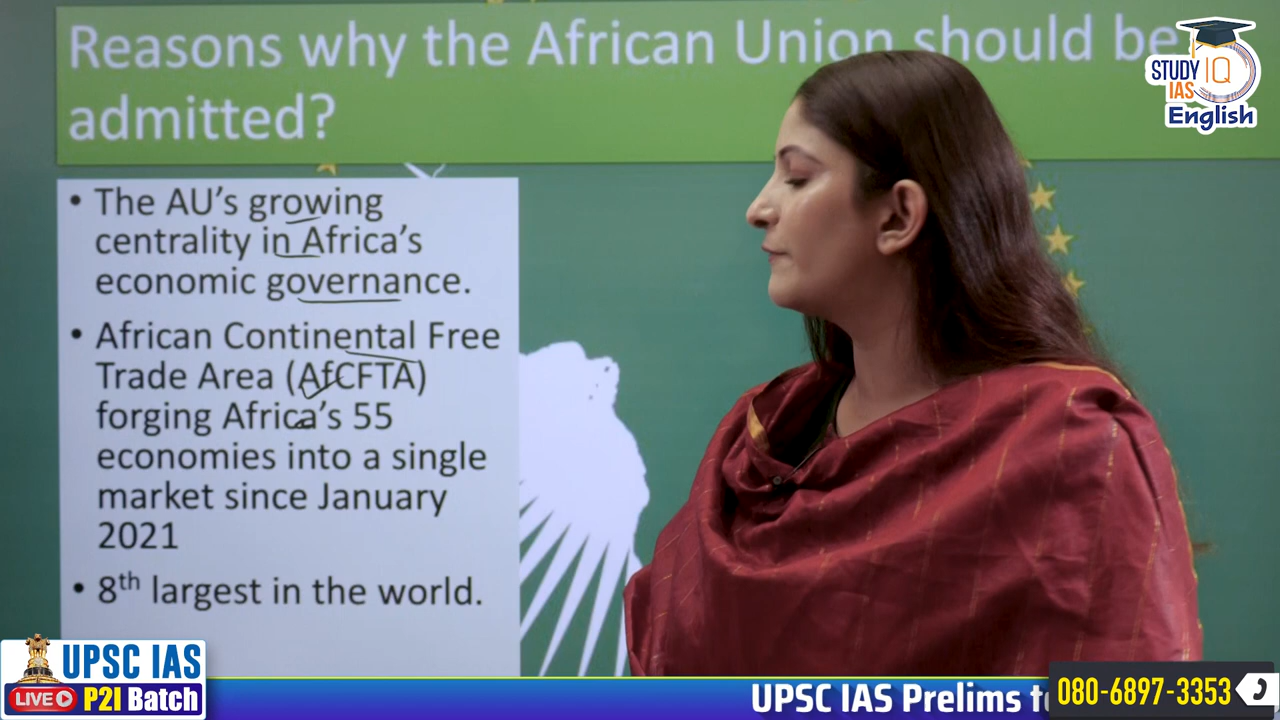 Reasons why the African Union should be
admitted?
STUDY IQ
IAS
English
• The AU’s growing
centrality in Africa’s
economic governance.
• African Continental Free
Trade Area (AfCFTA)
forging Africa’s 55
economies into a single
market since January
2021
• 8th largest in the world.
UPSC IAS
LIVE P2I Batch
UPSC IAS Prelims to
080-6897-3353